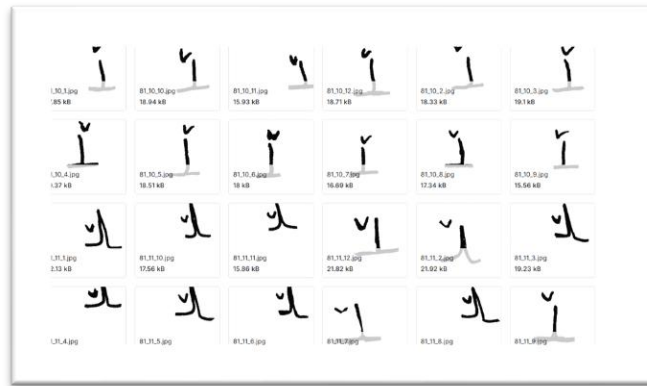 1_10_1.jpg 81_10_10.jpg 81_10_11.jpg 81_10_12.jpg 81_10_2.jpg 81_10_3.jpg
.85 kB 18.94 kB 15.93 kB 18.71 kB 18.33 kB 19.1 kB
1_10_4.jpg 81_10_5.jpg 81_10_6.jpg 81_10_7.jpg 81_10_8.jpg 81_10_9.jpg
.37 kB 18.51 kB 18 kB 16.69 kB 17.34 kB 15.56 kB
1_11_1.jpg 81_11_10.jpg 81_11_11.jpg 81_11_12.jpg 81_11_2.jpg 81_11_3.jpg
2.13 kB 17.56 kB 15.86 kB 21.82 kB 21.92 kB 19.23 kB
1_11_4.jpg 81_11_5.jpg 81_11_6.jpg 81_11_7.jpg 81_11_8.jpg 81_11_9.jpg